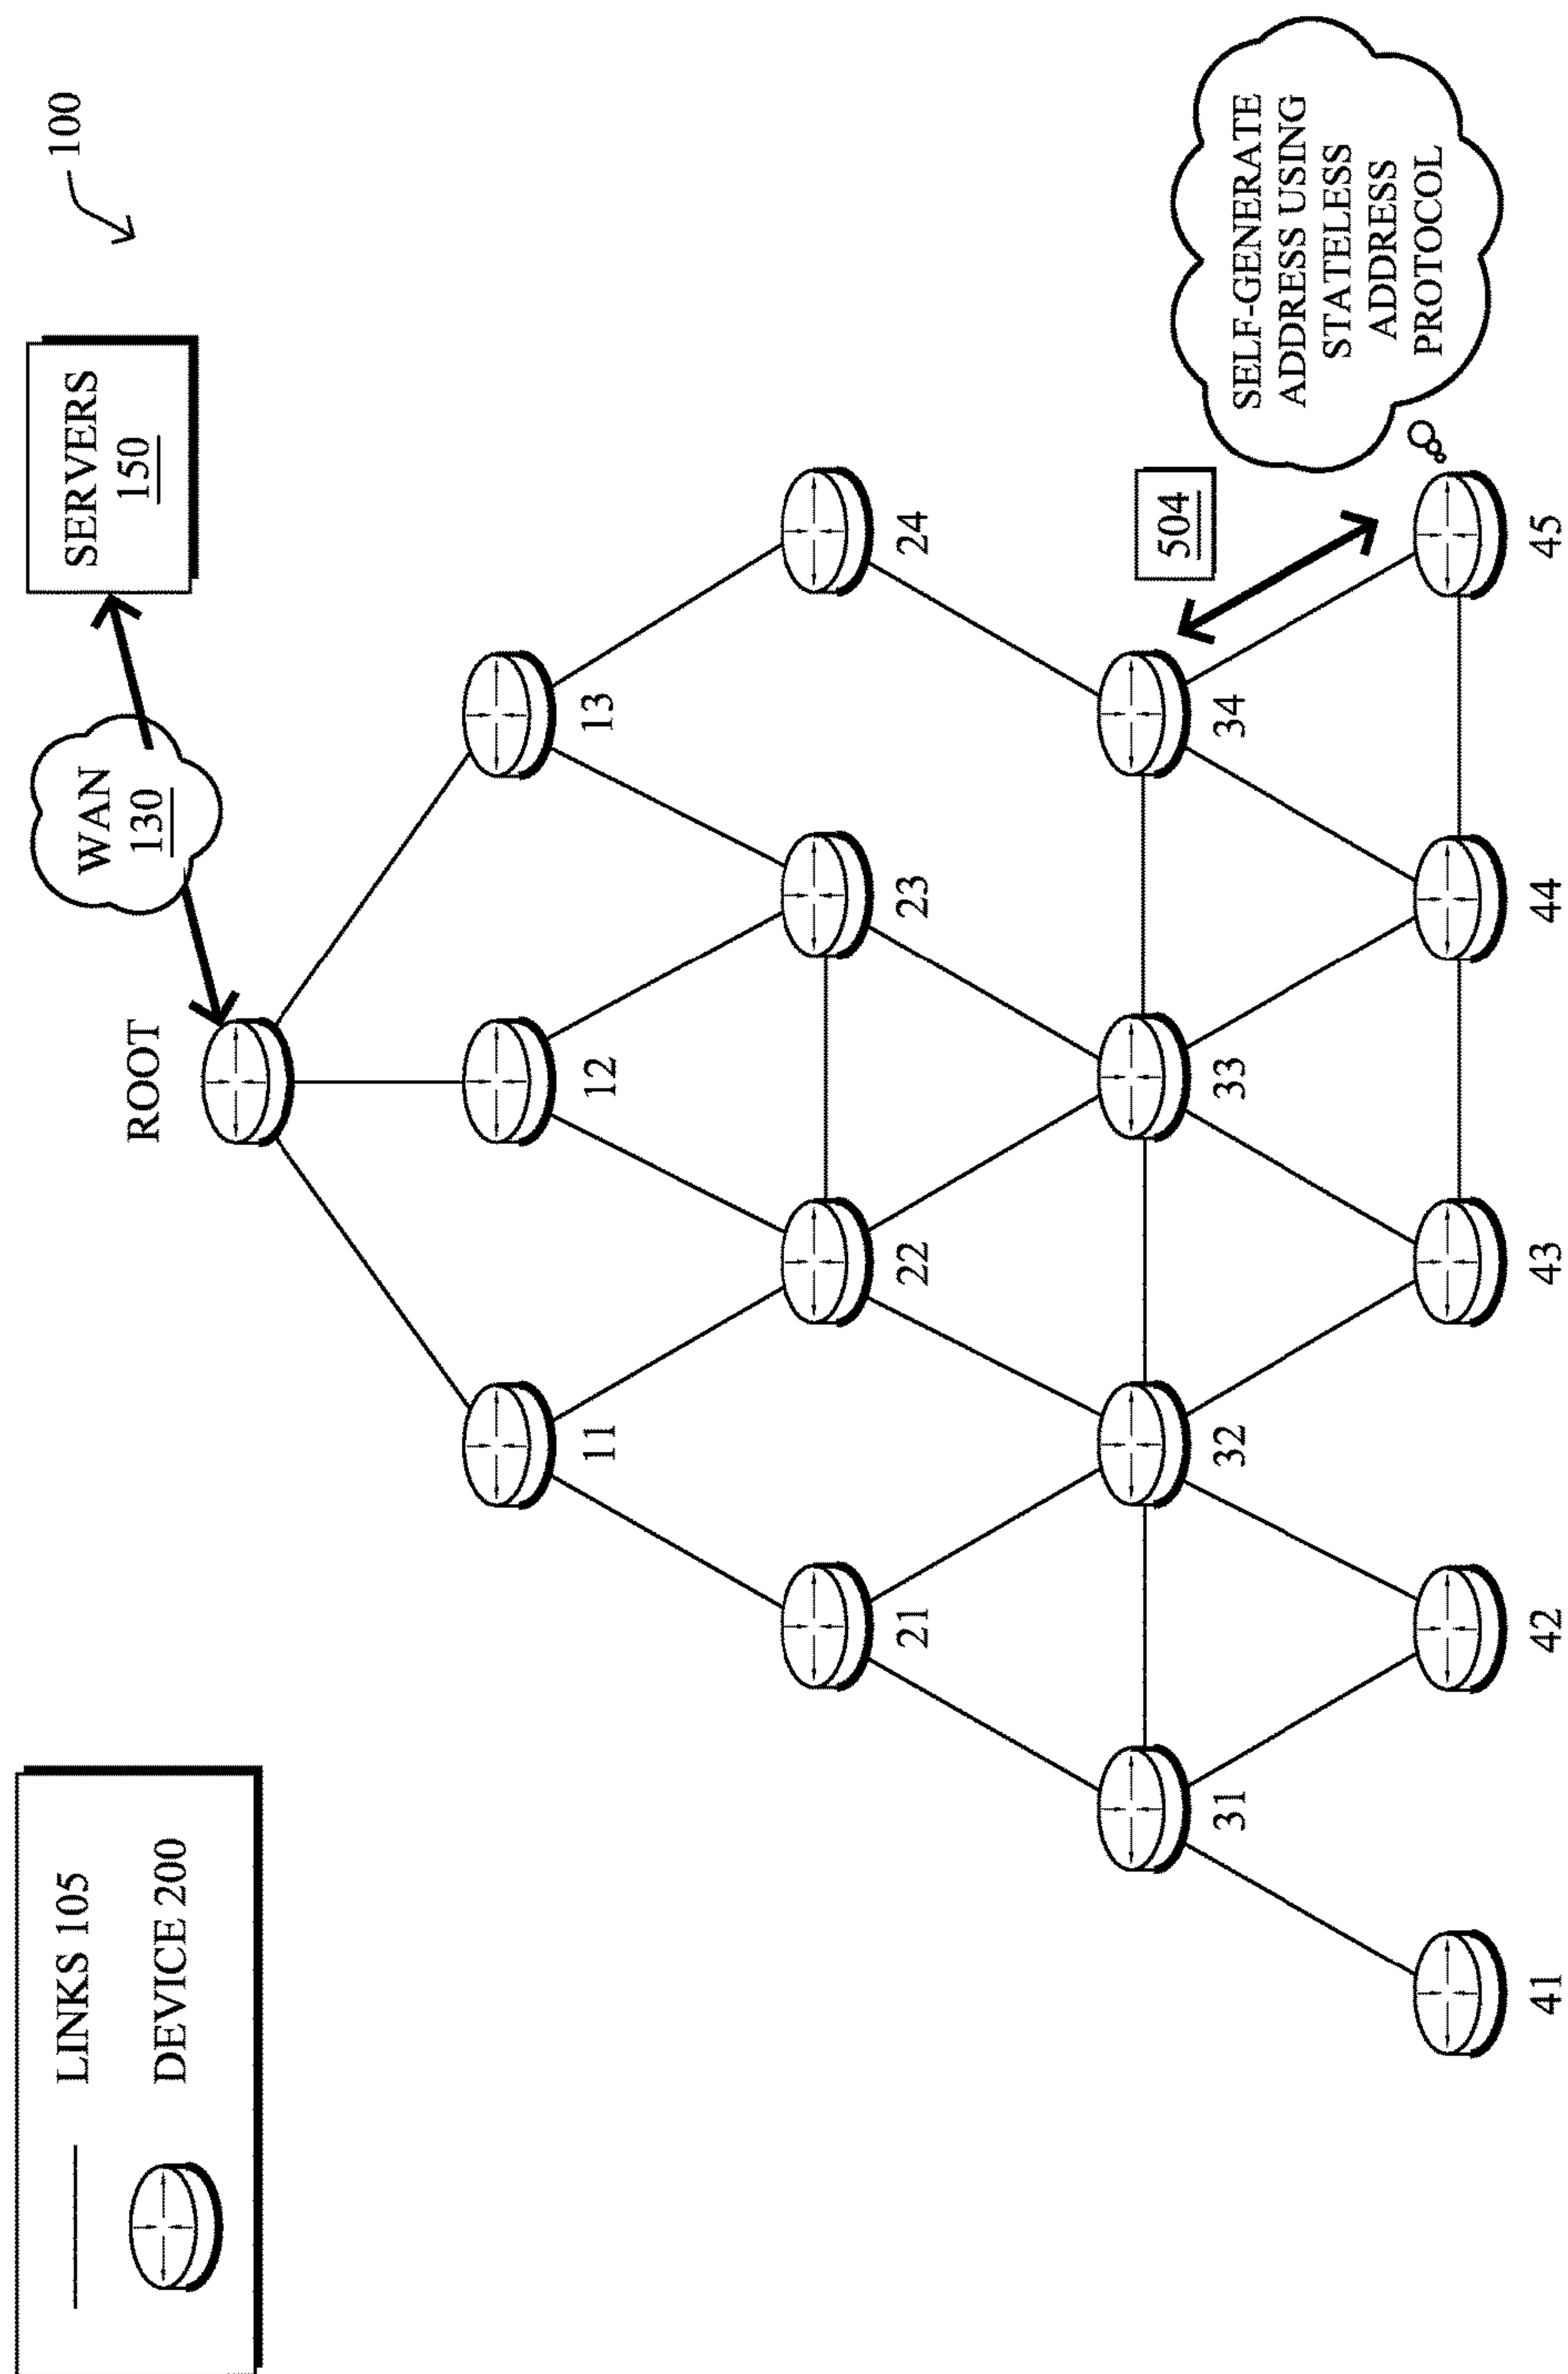 LINKS 105
DEVICE 200
ROOT
WAN
130
SERVERS
150
100
11
12
13
21
22
23
24
31
32
33
34
504
41
42
43
44
45
SELF-GENERATE
ADDRESS USING
STATELESS
ADDRESS
PROTOCOL